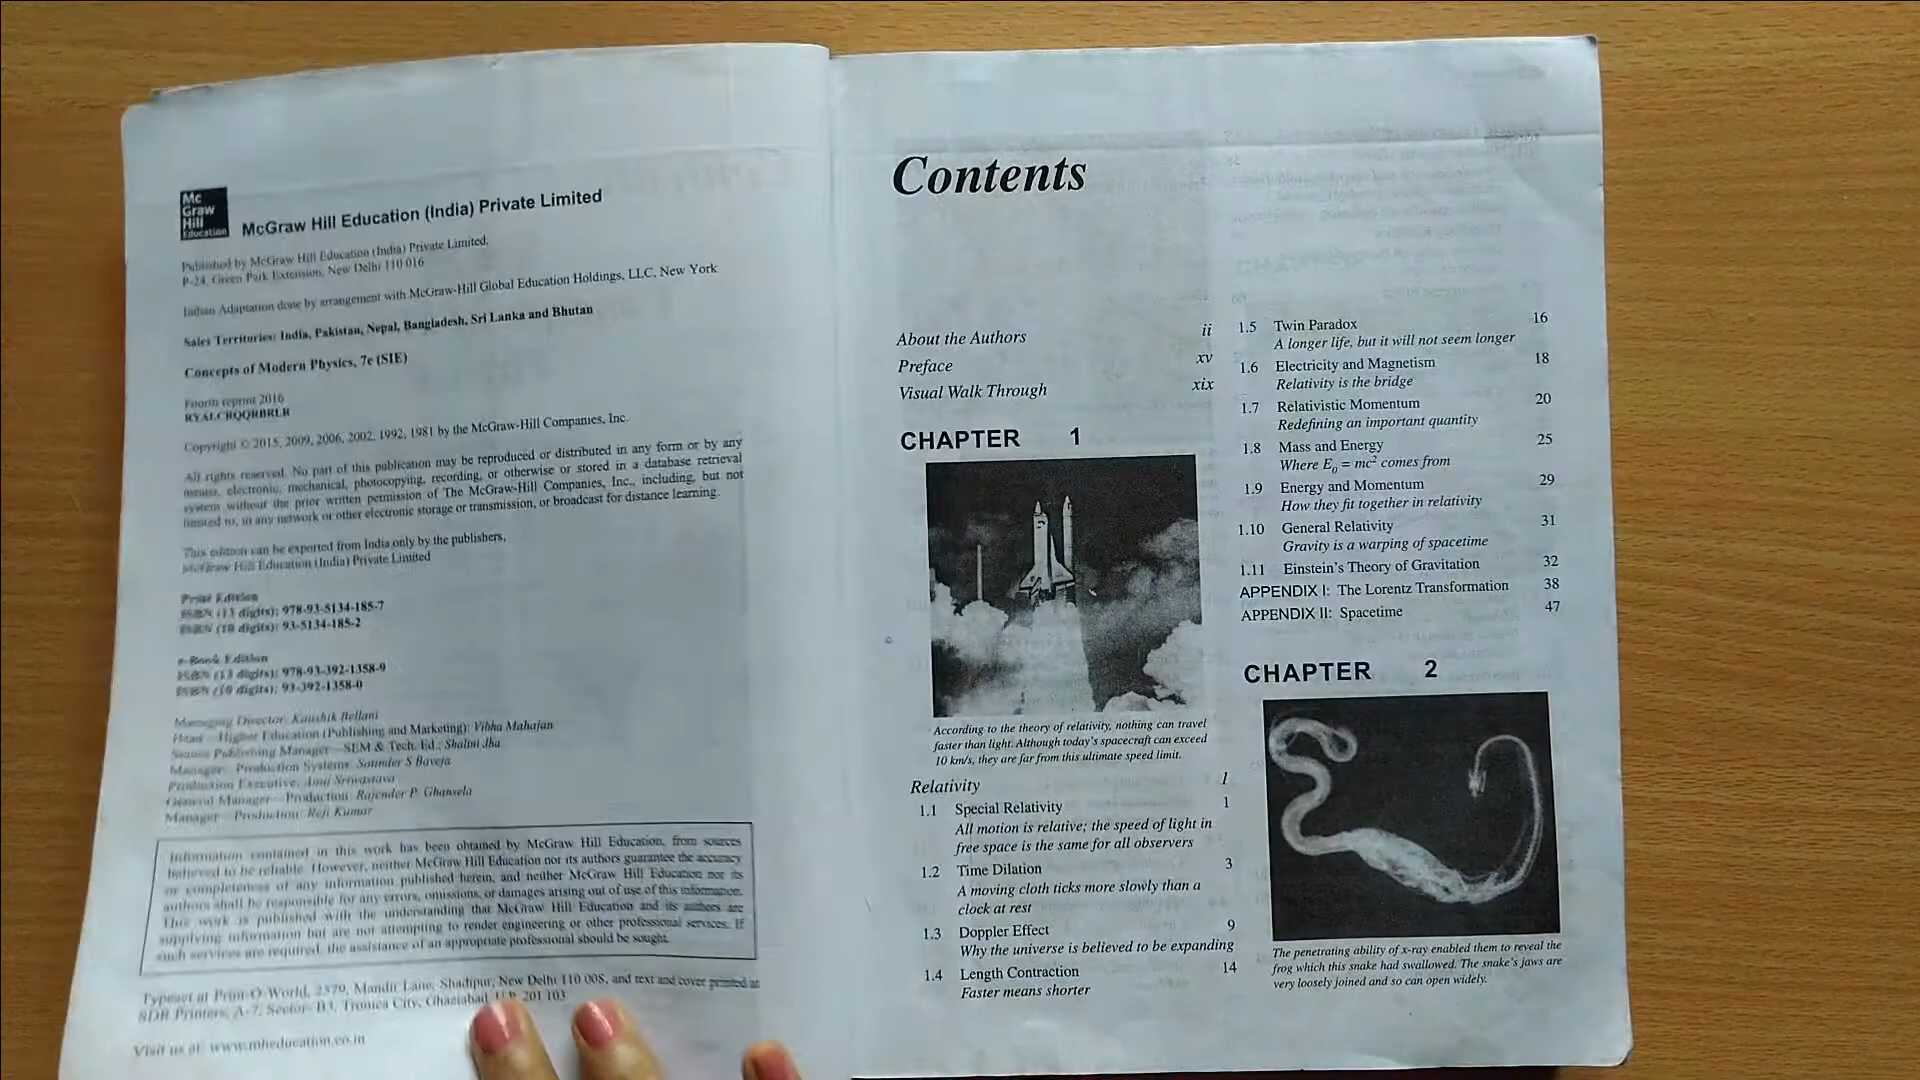 Mc
Graw
Hill
Education
McGraw Hill Education (India) Private Limited
Published by McGraw Hill Education (India) Private Limited,
P-24, Green Park Extension, New Delhi 110 016
Indian Adaptation done by arrangement with McGraw-Hill Global Education Holdings, LLC, New York
Sales Territories: India, Pakistan, Nepal, Bangladesh, Sri Lanka and Bhutan
Concepts of Modern Physics, 7e (SIE)
Fourth reprint 2016
RYALCRQQRBRLR
Copyright © 2015, 2009, 2006, 2002, 1992, 1981 by the McGraw-Hill Companies, Inc.
All rights reserved. No part of this publication may be reproduced or distributed in any form or by any
means, electronic, mechanical, photocopying, recording, or otherwise or stored in a database retrieval
system without the prior written permission of The McGraw-Hill Companies, Inc., including, but not
limited to, in any network or other electronic storage or transmission, or broadcast for distance learning.
This edition can be exported from India only by the publishers,
McGraw Hill Education (India) Private Limited
Print Edition
ISBN (13 digits): 978-93-5134-185-7
ISBN (10 digits): 93-5134-185-2
e-Book Edition
ISBN (13 digits): 978-93-392-1358-9
ISBN (10 digits): 93-392-1358-0
Managing Director: Kaushik Bellani
Head—Higher Education (Publishing and Marketing): Vibha Mahajan
Senior Publishing Manager—SEM & Tech. Ed.: Shalini Jha
Manager—Production Systems: Satinder S Baveja
Production Executive: Anuj Srivastava
General Manager—Production: Rajender P. Ghansela
Manager—Production: Reji Kumar
Information contained in this work has been obtained by McGraw Hill Education, from sources
believed to be reliable. However, neither McGraw Hill Education nor its authors guarantee the accuracy
or completeness of any information published herein, and neither McGraw Hill Education nor its
authors shall be responsible for any errors, omissions, or damages arising out of use of this information.
This work is published with the understanding that McGraw Hill Education and its authors are
supplying information but are not attempting to render engineering or other professional services. If
such services are required, the assistance of an appropriate professional should be sought.
Typeset at Print-O-World, 2579, Mandir Lane, Shadipur, New Delhi 110 008, and text and cover printed at
SDR Printers, A-7, Sector- B3, Tronica City, Ghaziabad, U.P. 201 103
Visit us at: www.mheducation.co.in
Contents
About the Authors ii
Preface xv
Visual Walk Through xix
CHAPTER 1
According to the theory of relativity, nothing can travel
faster than light. Although today's spacecraft can exceed
10 km/s, they are far from this ultimate speed limit.
Relativity 1
1.1 Special Relativity 1
All motion is relative; the speed of light in
free space is the same for all observers
1.2 Time Dilation 3
A moving cloth ticks more slowly than a
clock at rest
1.3 Doppler Effect 9
Why the universe is believed to be expanding
1.4 Length Contraction 14
Faster means shorter
1.5 Twin Paradox 16
A longer life, but it will not seem longer
1.6 Electricity and Magnetism 18
Relativity is the bridge
1.7 Relativistic Momentum 20
Redefining an important quantity
1.8 Mass and Energy 25
Where E₀ = mc² comes from
1.9 Energy and Momentum 29
How they fit together in relativity
1.10 General Relativity 31
Gravity is a warping of spacetime
1.11 Einstein's Theory of Gravitation 32
APPENDIX I: The Lorentz Transformation 38
APPENDIX II: Spacetime 47
CHAPTER 2
The penetrating ability of x-ray enabled them to reveal the
frog which this snake had swallowed. The snake's jaws are
very loosely joined and so can open widely.